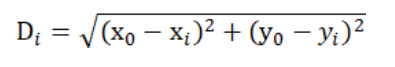 Dᵢ = √(x₀ − xᵢ)² + (y₀ − yᵢ)²